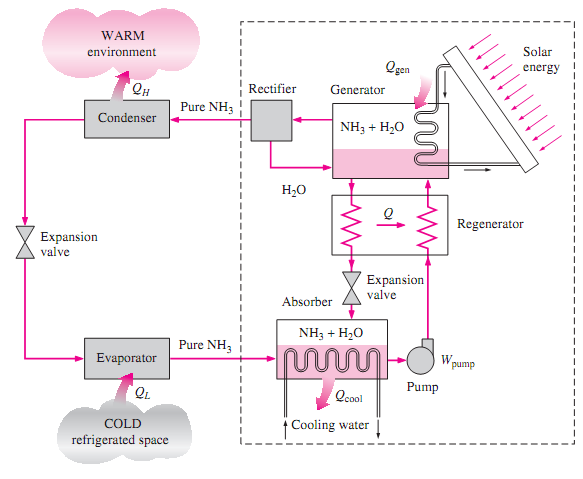 WARM
environment
Q_H
Condenser
Pure NH₃
Rectifier
Generator
Q_gen
Solar
energy
NH₃ + H₂O
H₂O
Q
Regenerator
Expansion
valve
Expansion
valve
Absorber
NH₃ + H₂O
Evaporator
Pure NH₃
W_pump
Pump
Q_L
Q_cool
COLD
refrigerated space
Cooling water